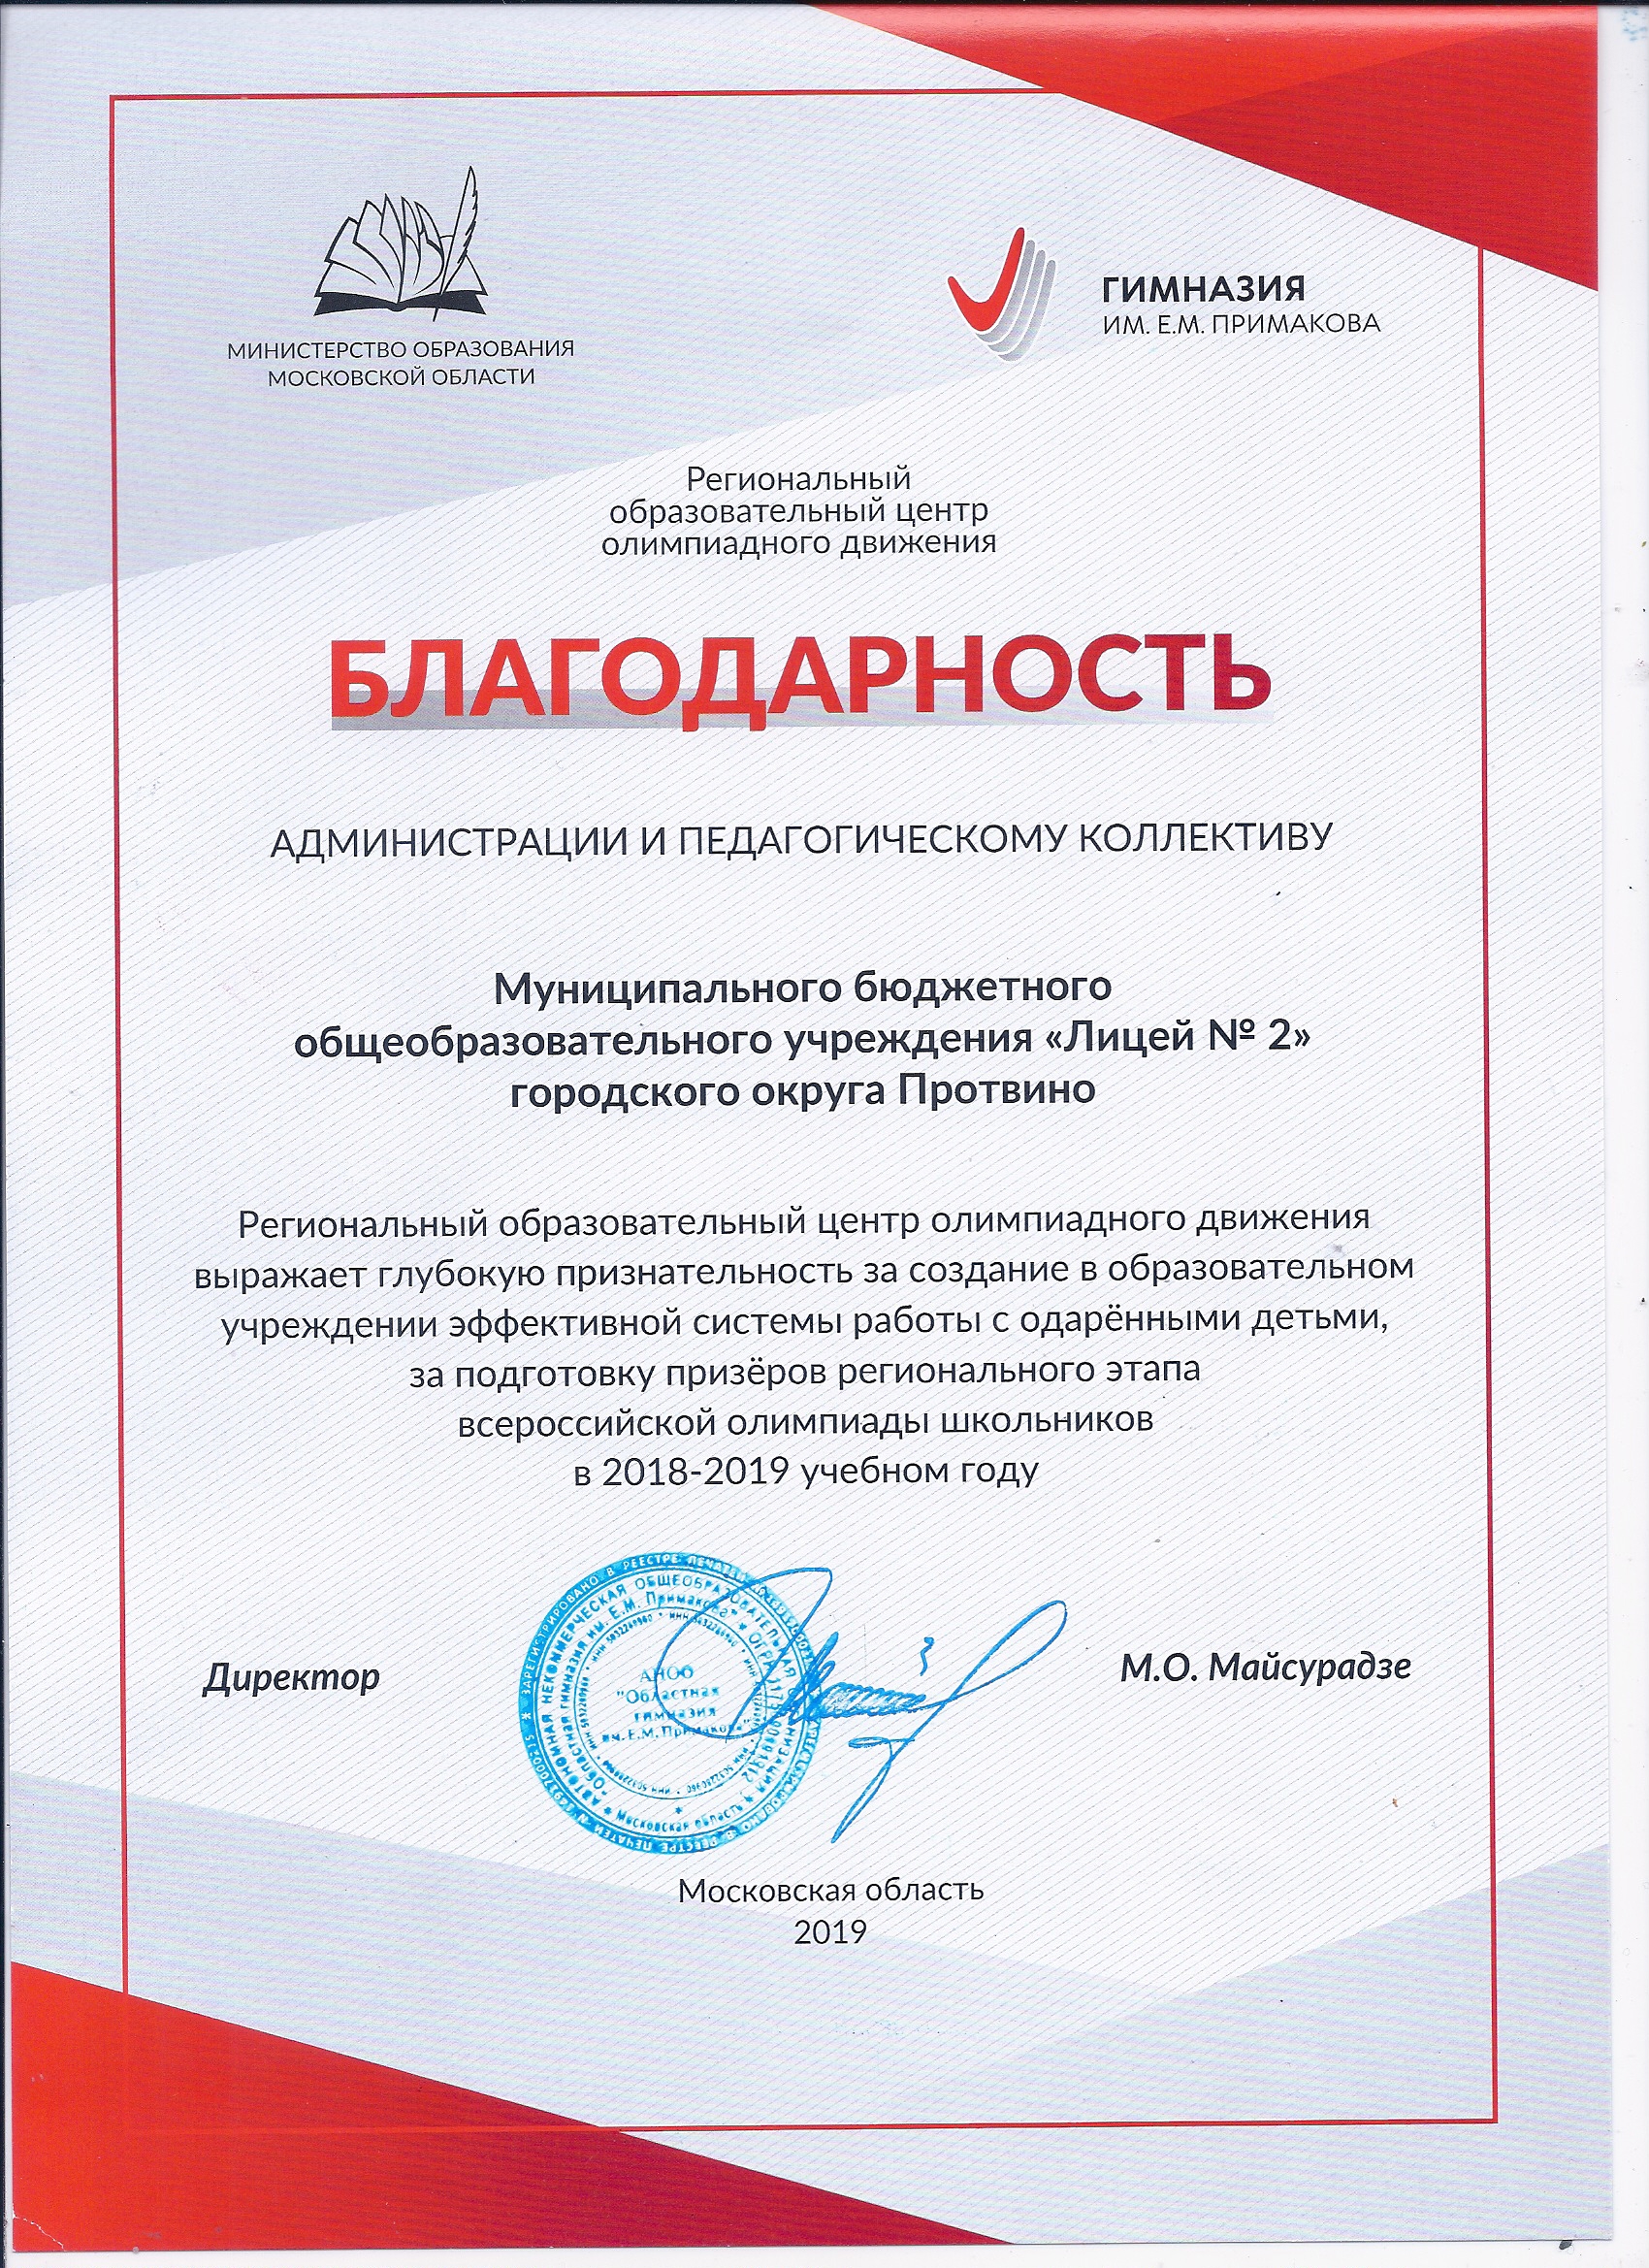 МИНИСТЕРСТВО ОБРАЗОВАНИЯ
МОСКОВСКОЙ ОБЛАСТИ
ГИМНАЗИЯ
ИМ. Е.М. ПРИМАКОВА
Региональный
образовательный центр
олимпиадного движения
БЛАГОДАРНОСТЬ
АДМИНИСТРАЦИИ И ПЕДАГОГИЧЕСКОМУ КОЛЛЕКТИВУ
Муниципального бюджетного
общеобразовательного учреждения «Лицей № 2»
городского округа Протвино
Региональный образовательный центр олимпиадного движения
выражает глубокую признательность за создание в образовательном
учреждении эффективной системы работы с одарёнными детьми,
за подготовку призёров регионального этапа
всероссийской олимпиады школьников
в 2018-2019 учебном году
Директор
М.О. Майсурадзе
ЗАРЕГИСТРИРОВАНО В РЕЕСТРЕ
АВТОНОМНАЯ НЕКОММЕРЧЕСКАЯ ОБЩЕОБРАЗОВАТЕЛЬНАЯ
"Областная гимназия им. Е.М. Примакова"
Московская область
АНОО
"Областная
гимназия
им. Е.М. Примакова"
Московская область
2019